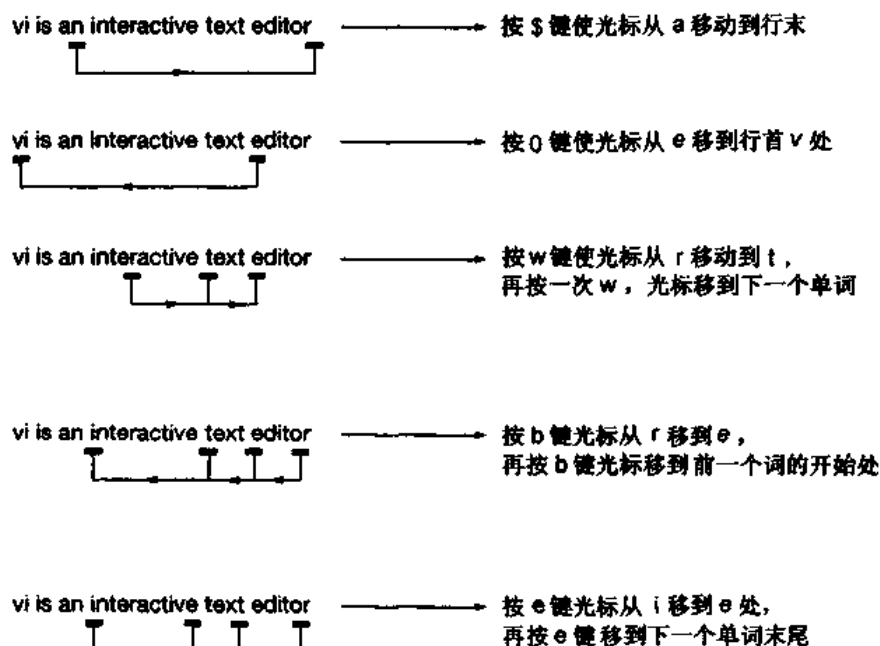 vi is an interactive text editor
按 $ 键使光标从 a 移动到行末
vi is an interactive text editor
按 0 键使光标从 e 移到行首 v 处
vi is an interactive text editor
按 w 键使光标从 r 移动到 t，
再按一次 w，光标移到下一个单词
vi is an interactive text editor
按 b 键光标从 r 移到 e，
再按 b 键光标移到前一个词的开始处
vi is an interactive text editor
按 e 键光标从 i 移到 e 处，
再按 e 键移到下一个单词末尾